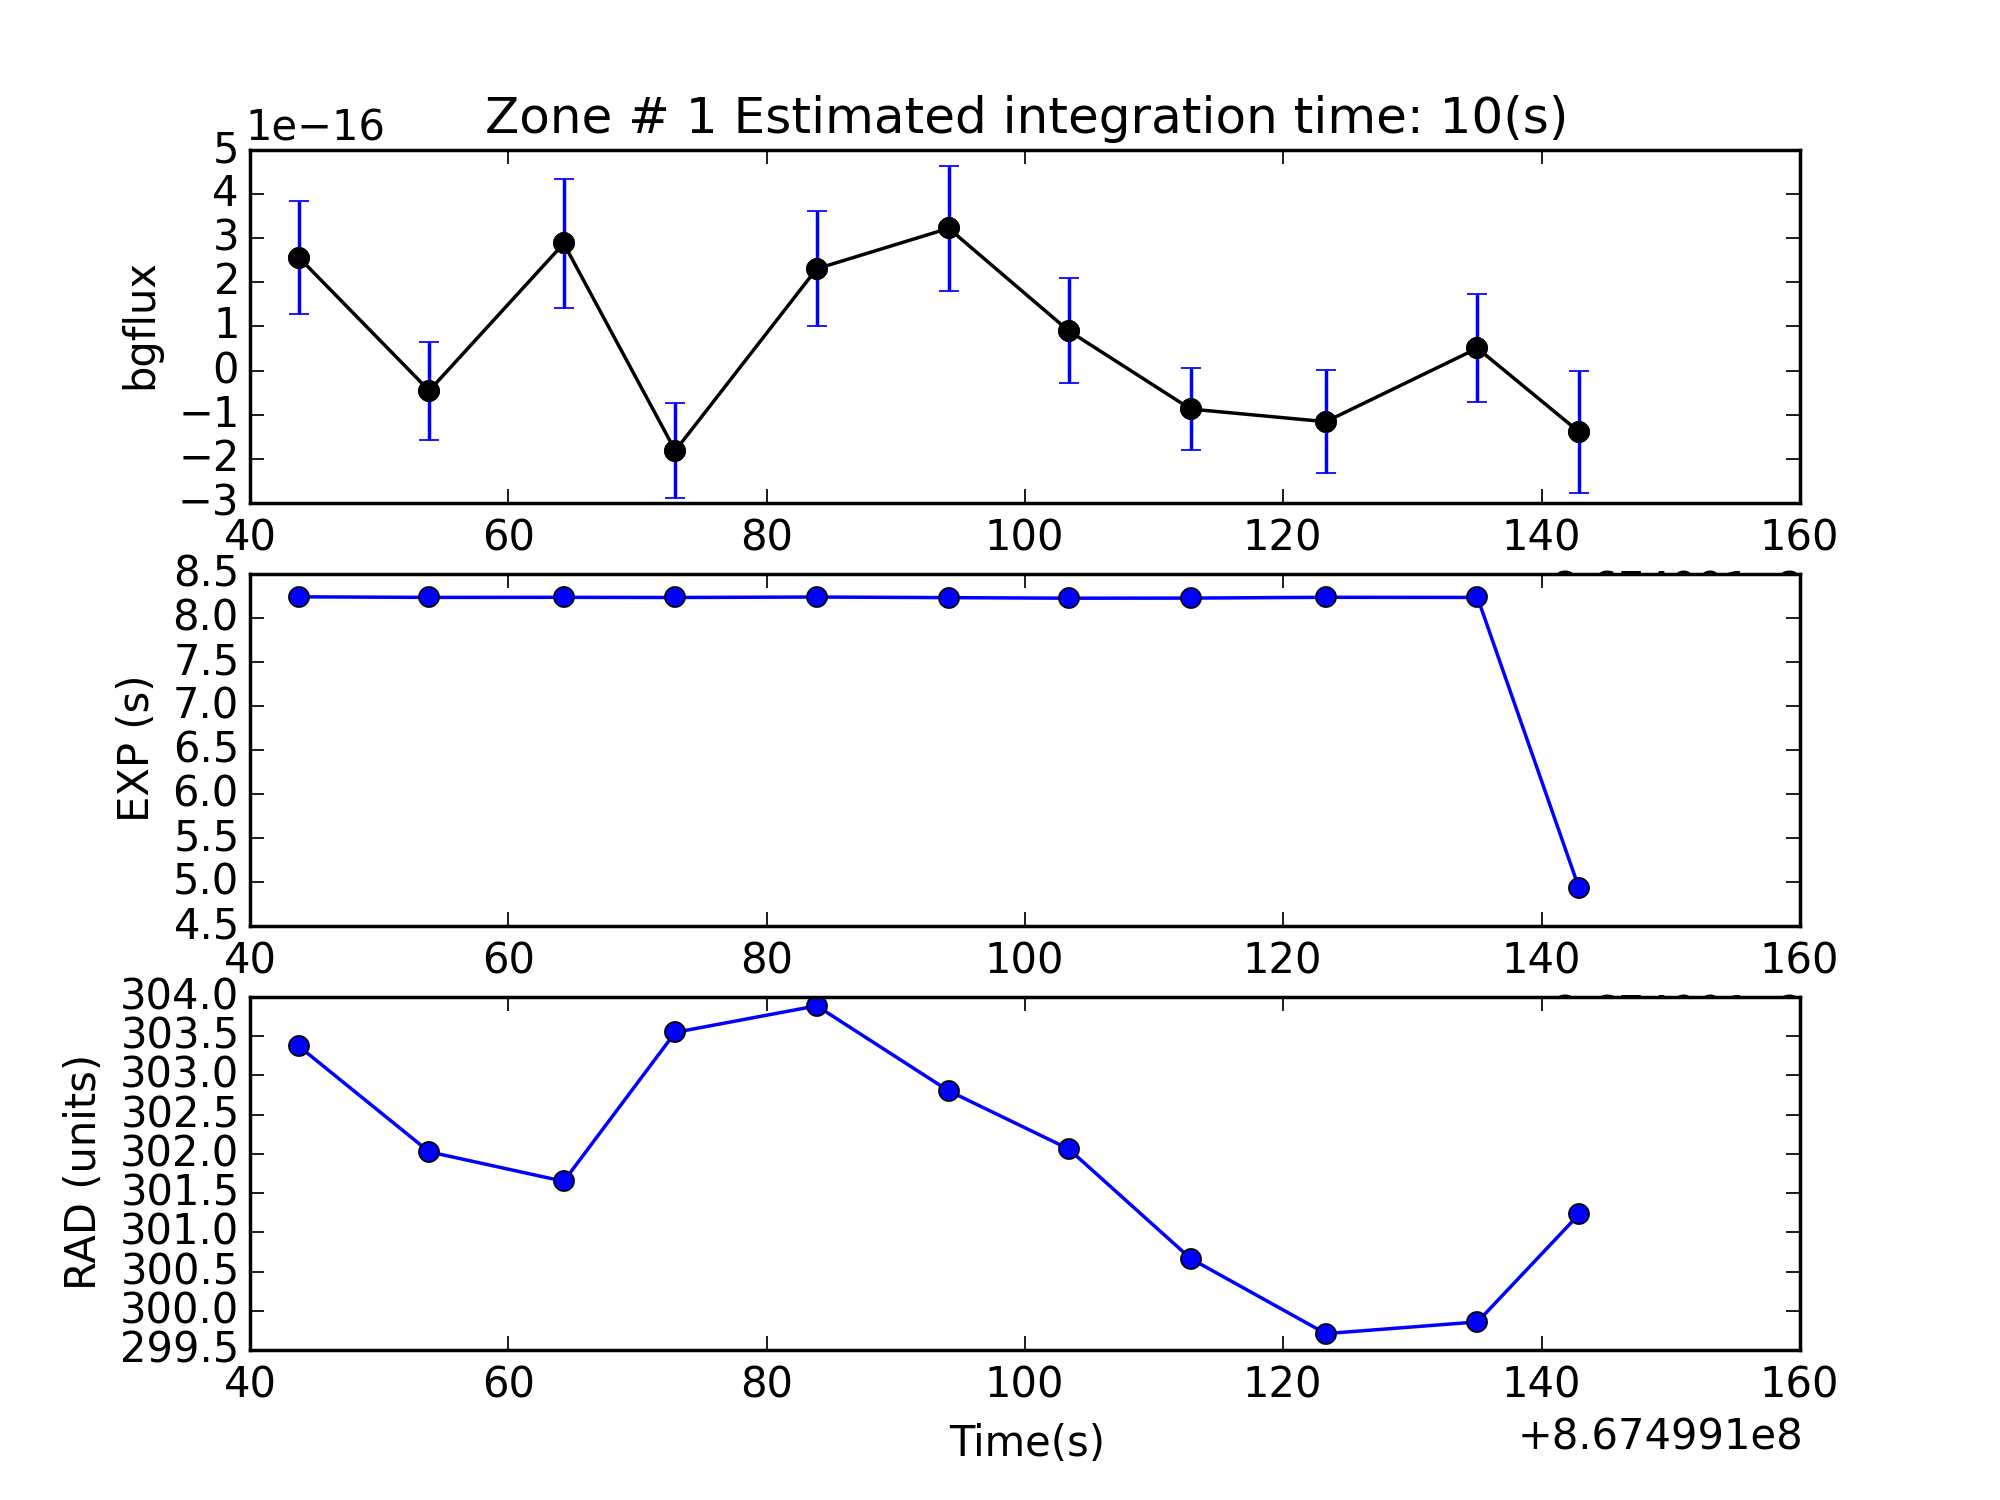 1e−16
Zone # 1 Estimated integration time: 10(s)
5
4
3
2
1
0
−1
−2
−3
bgflux
40 60 80 100 120 140 160
8.5
8.0
7.5
7.0
6.5
6.0
5.5
5.0
4.5
EXP (s)
40 60 80 100 120 140 160
304.0
303.5
303.0
302.5
302.0
301.5
301.0
300.5
300.0
299.5
RAD (units)
40 60 80 100 120 140 160
Time(s)
+8.674991e8